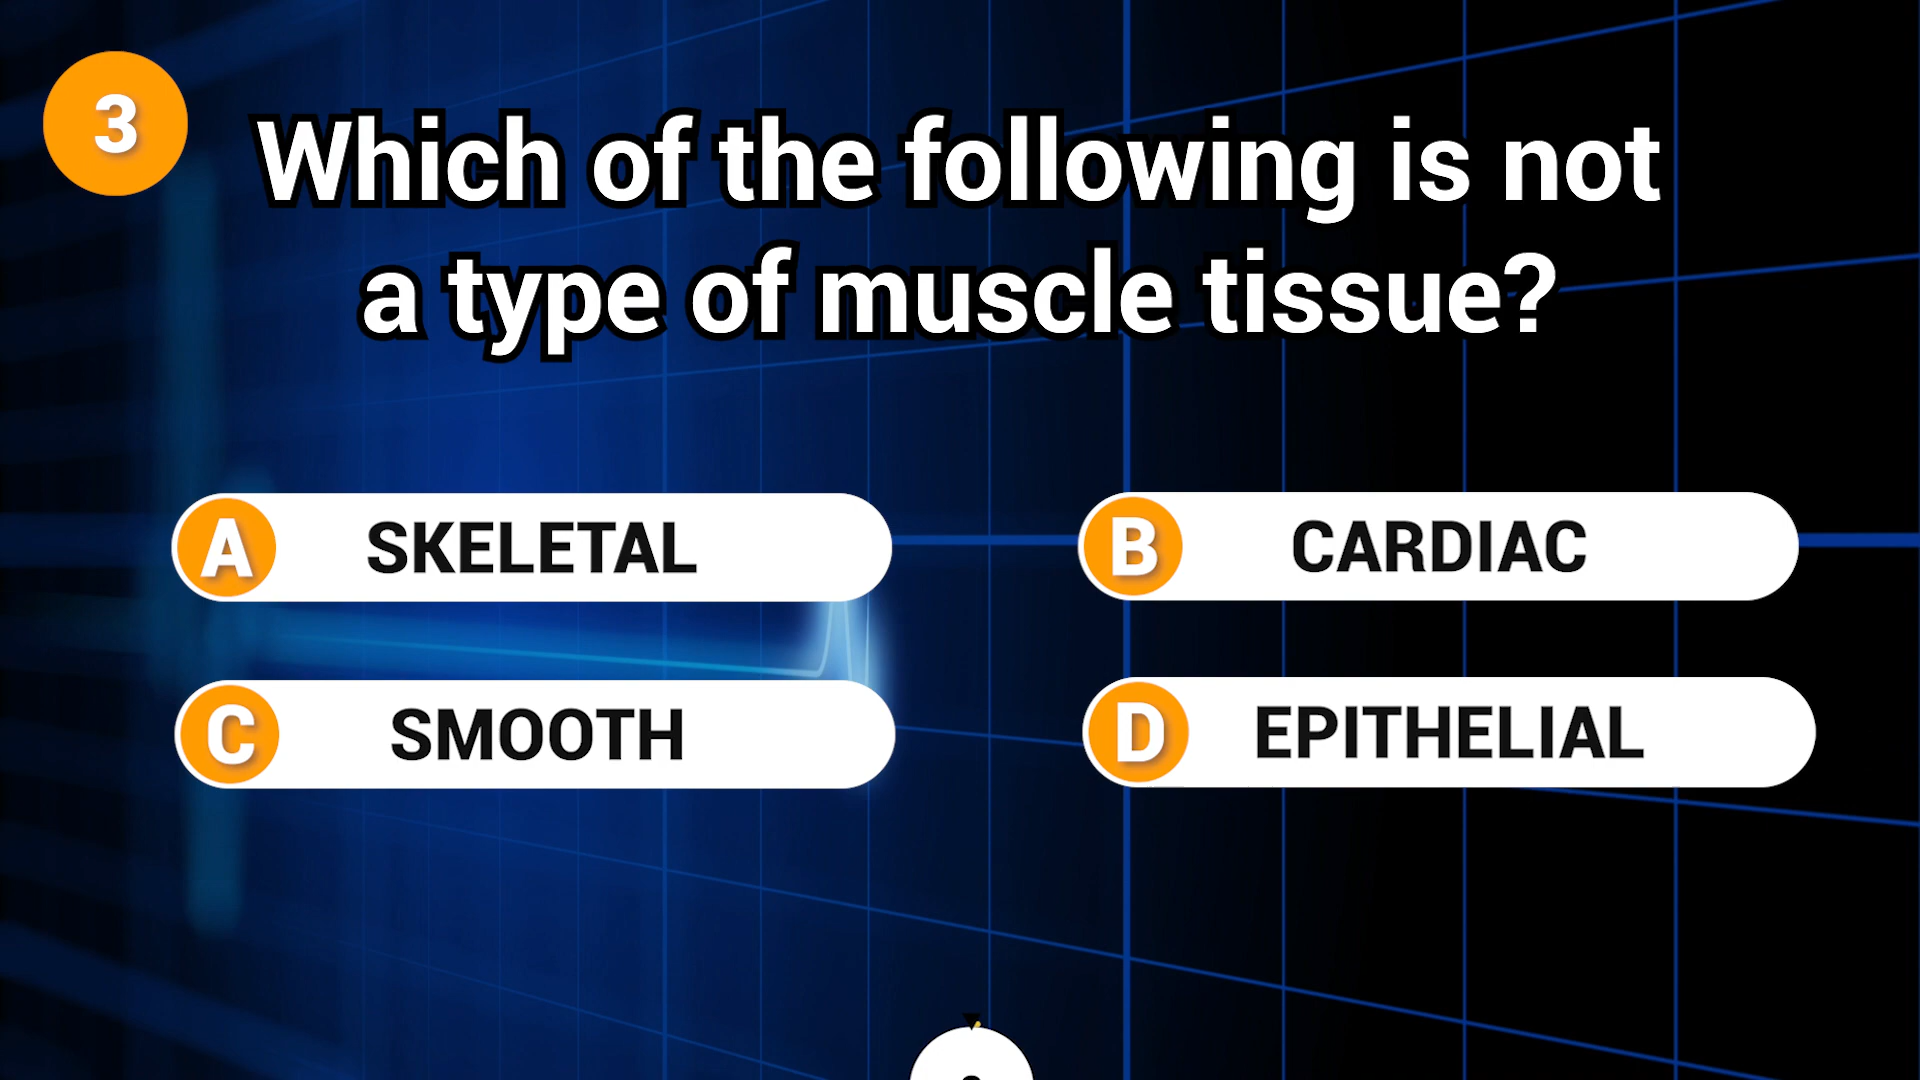 3
Which of the following is not
a type of muscle tissue?
A SKELETAL
B CARDIAC
C SMOOTH
D EPITHELIAL